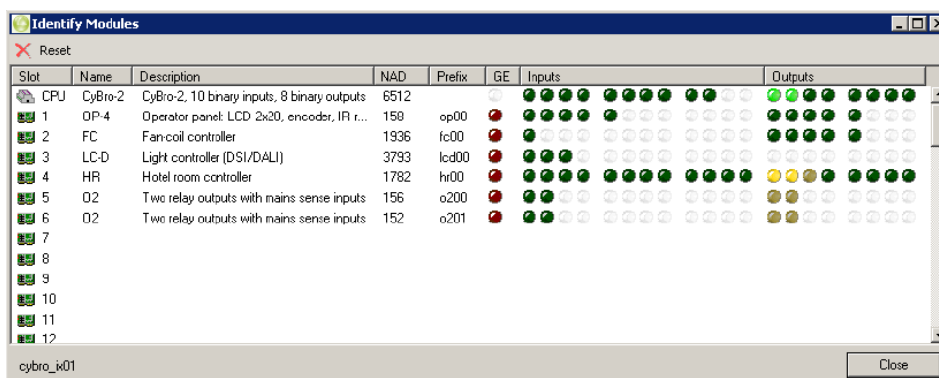 Identify Modules
Reset
Slot Name Description NAD Prefix GE Inputs Outputs
CPU CyBro-2 CyBro-2, 10 binary inputs, 8 binary outputs 6512
1 OP-4 Operator panel: LCD 2x20, encoder, IR r... 158 op00
2 FC Fan-coil controller 1936 fc00
3 LC-D Light controller (DSI/DALI) 3793 lcd00
4 HR Hotel room controller 1782 hr00
5 O2 Two relay outputs with mains sense inputs 156 o200
6 O2 Two relay outputs with mains sense inputs 152 o201
7
8
9
10
11
12
cybro_ix01 Close